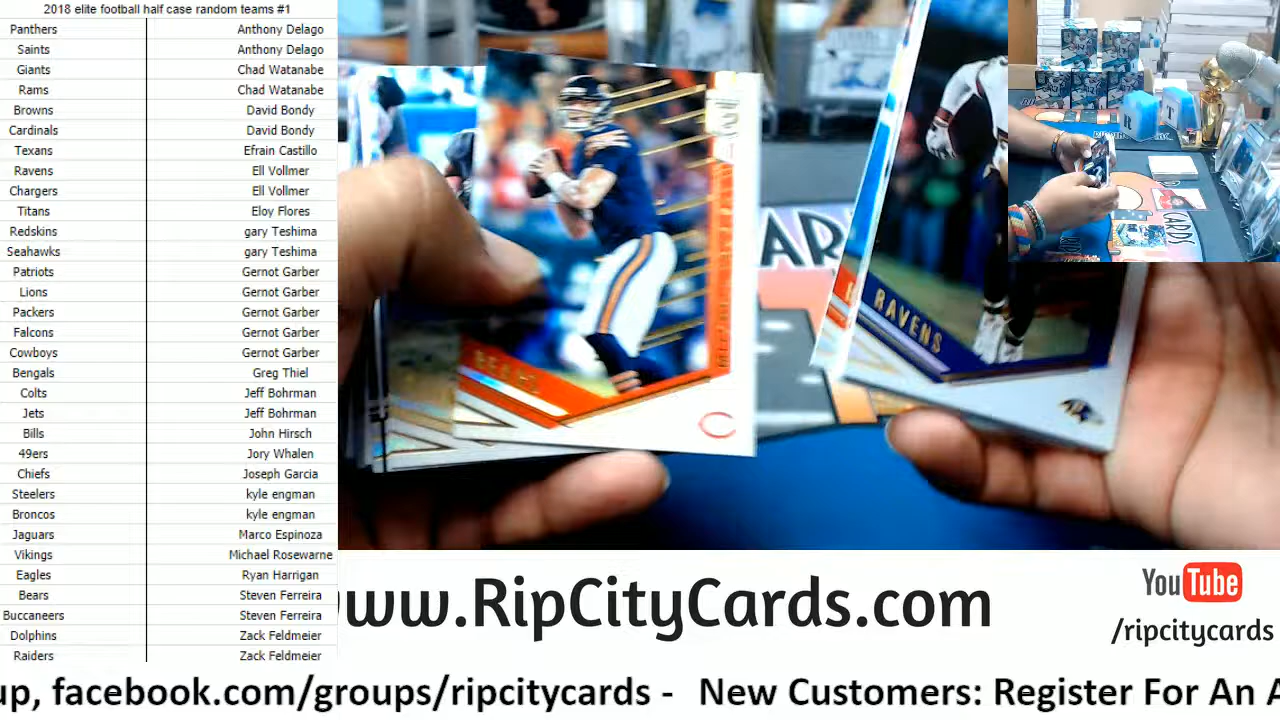 2018 elite football half case random teams #1
Panthers Anthony Delago
Saints Anthony Delago
Giants Chad Watanabe
Rams Chad Watanabe
Browns David Bondy
Cardinals David Bondy
Texans Efrain Castillo
Ravens Ell Vollmer
Chargers Ell Vollmer
Titans Eloy Flores
Redskins gary Teshima
Seahawks gary Teshima
Patriots Gernot Garber
Lions Gernot Garber
Packers Gernot Garber
Falcons Gernot Garber
Cowboys Gernot Garber
Bengals Greg Thiel
Colts Jeff Bohrman
Jets Jeff Bohrman
Bills John Hirsch
49ers Jory Whalen
Chiefs Joseph Garcia
Steelers kyle engman
Broncos kyle engman
Jaguars Marco Espinoza
Vikings Michael Rosewarne
Eagles Ryan Harrigan
Bears Steven Ferreira
Buccaneers Steven Ferreira
Dolphins Zack Feldmeier
Raiders Zack Feldmeier
BEARS
RAVENS
CARDS
www.RipCityCards.com
YouTube
/ripcitycards
up, facebook.com/groups/ripcitycards - New Customers: Register For An A